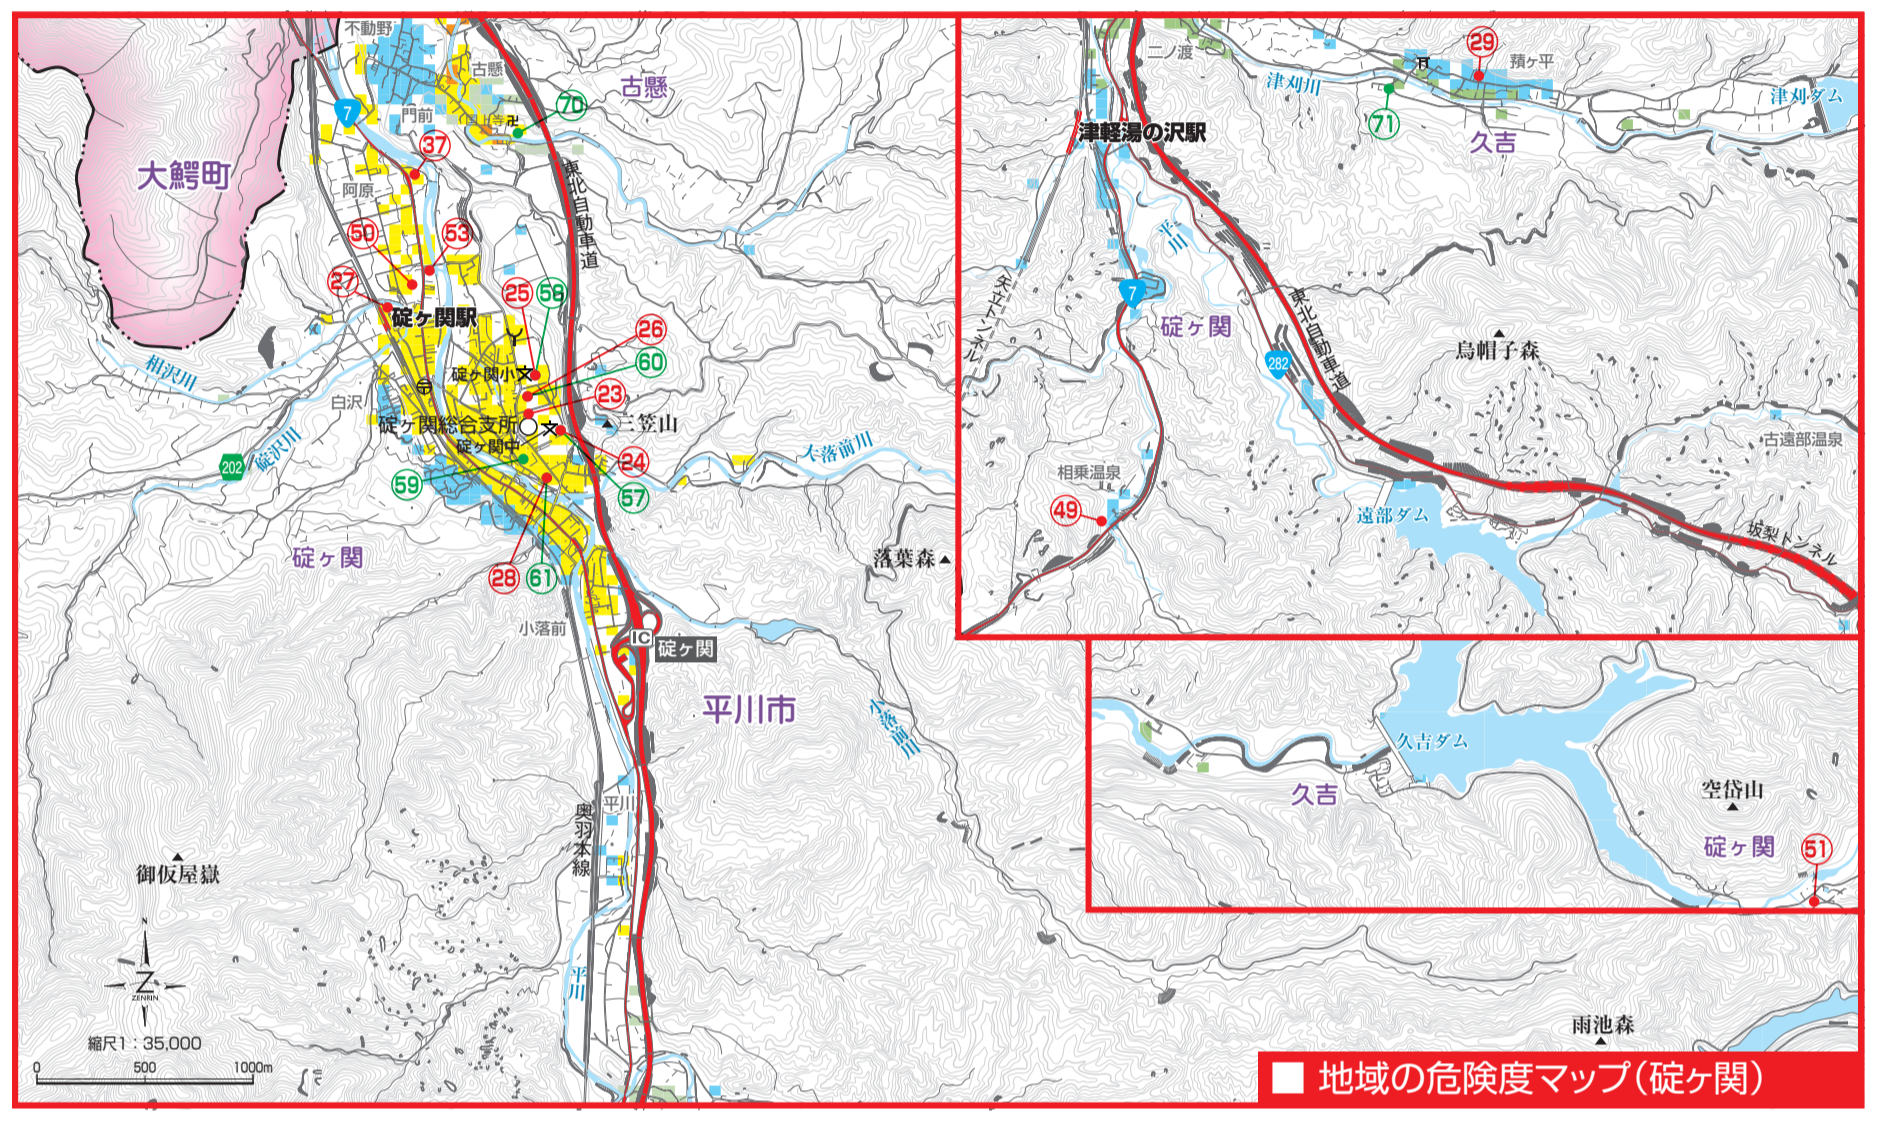 不動野
古懸
古懸
7
門前
国上寺
70
37
大鰐町
阿原
東北自動車道
50
53
27
25
58
碇ヶ関駅
26
60
相沢川
碇ヶ関小
文
23
白沢
碇ヶ関総合支所
文
三笠山
碇ヶ関中
大落前川
202
碇沢川
24
59
57
碇ヶ関
28
61
落葉森
小落前
IC
碇ヶ関
平川市
小落前川
平川
奥羽本線
御仮屋嶽
平川
N
Z
ZENRIN
縮尺1:35,000
0
500
1000m
二ノ渡
29
蕷ヶ平
津刈川
津刈ダム
71
津軽湯の沢駅
久吉
平川
矢立トンネル
7
碇ヶ関
東北自動車道
烏帽子森
282
古遠部温泉
相乗温泉
49
遠部ダム
坂梨トンネル
久吉ダム
久吉
空岱山
碇ヶ関
51
雨池森
地域の危険度マップ(碇ヶ関)